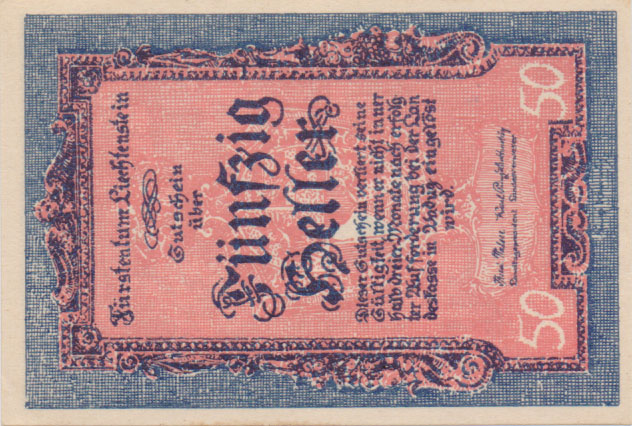 Fürstentum Liechtenstein
Gutschein
über
Fünfzig
Heller
Dieser Gutschein verliert seine
Gültigkeit, wenn er nicht inner
halb dreier Monate nach erfolg
ter Aufforderung bei der Lan
deskasse in Vaduz eingelöst
wird.
50 50